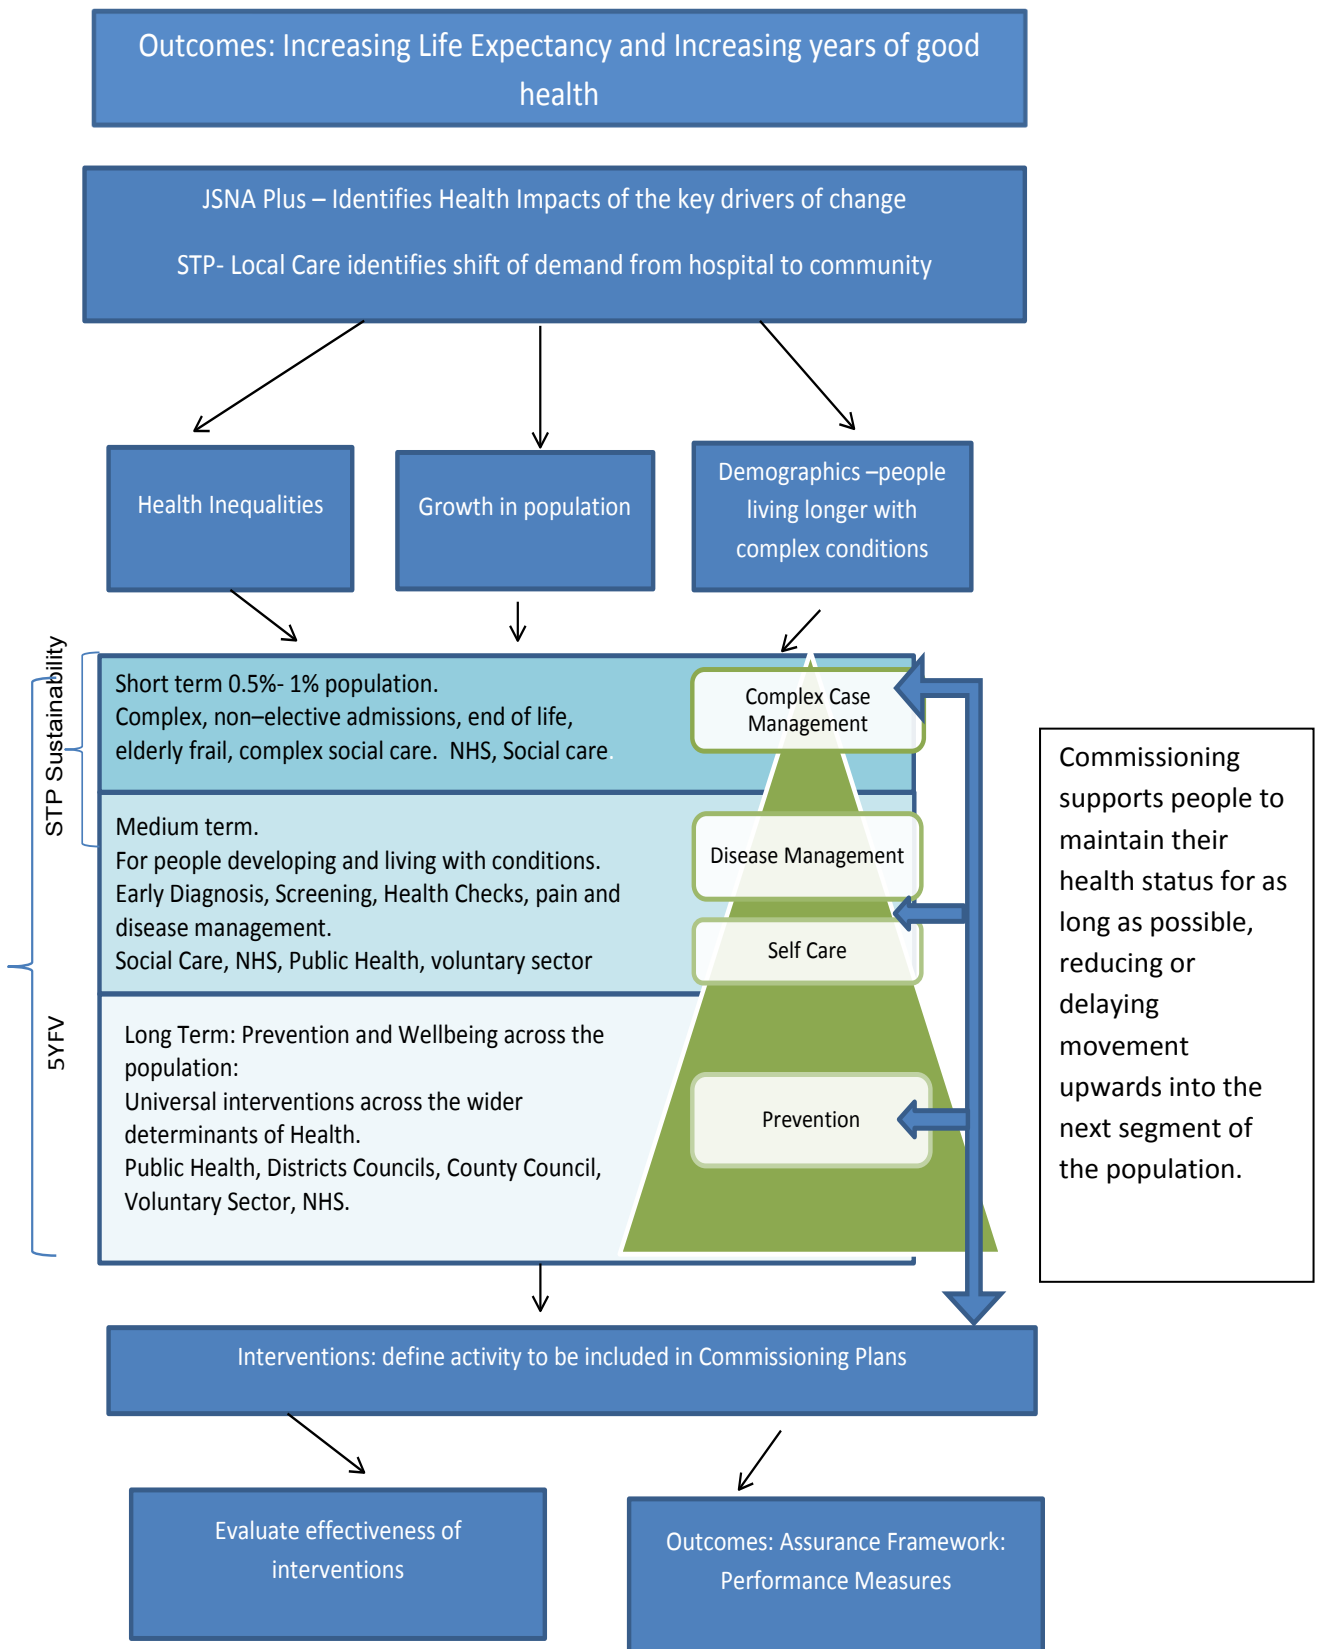 Outcomes: Increasing Life Expectancy and Increasing years of good
health
JSNA Plus – Identifies Health Impacts of the key drivers of change
STP- Local Care identifies shift of demand from hospital to community
Health Inequalities
Growth in population
Demographics –people
living longer with
complex conditions
STP Sustainability
5YFV
Short term 0.5%- 1% population.
Complex, non–elective admissions, end of life,
elderly frail, complex social care.  NHS, Social care.
Complex Case
Management
Medium term.
For people developing and living with conditions.
Early Diagnosis, Screening, Health Checks, pain and
disease management.
Social Care, NHS, Public Health, voluntary sector
Disease Management
Self Care
Long Term: Prevention and Wellbeing across the
population:
Universal interventions across the wider
determinants of Health.
Public Health, Districts Councils, County Council,
Voluntary Sector, NHS.
Prevention
Commissioning
supports people to
maintain their
health status for as
long as possible,
reducing or
delaying
movement
upwards into the
next segment of
the population.
Interventions: define activity to be included in Commissioning Plans
Evaluate effectiveness of
interventions
Outcomes: Assurance Framework:
Performance Measures